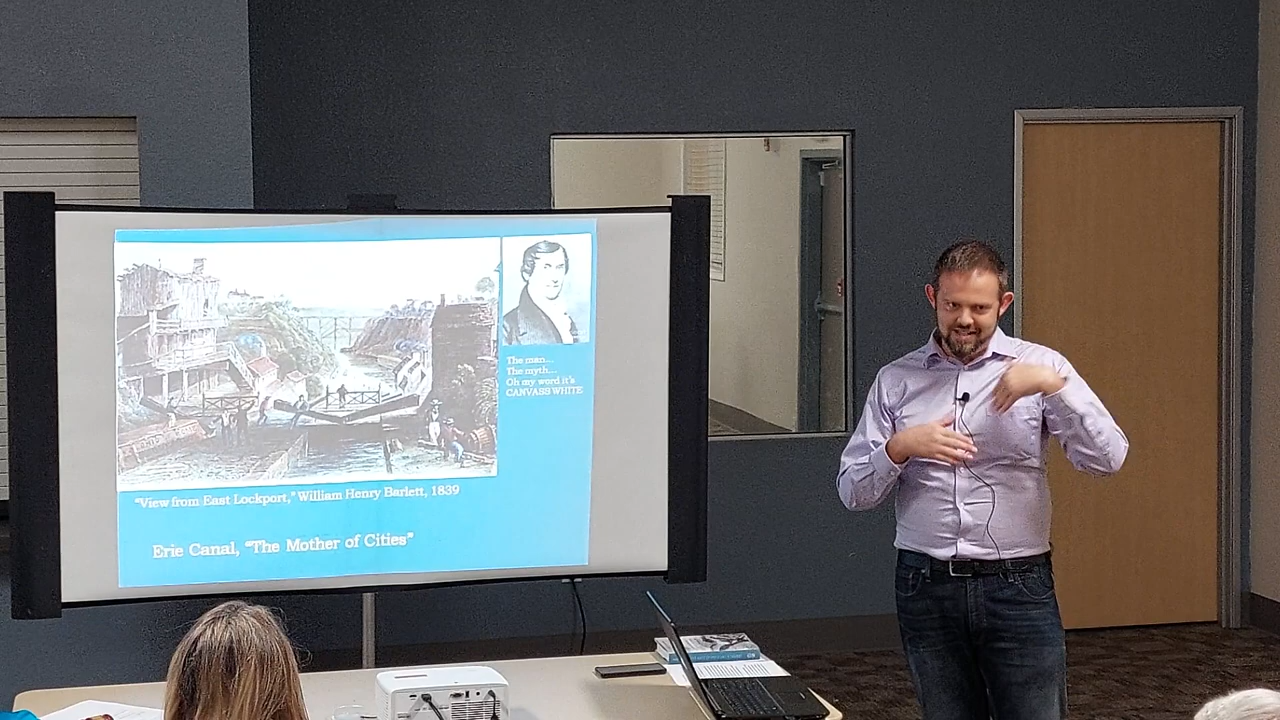 The man...
The myth...
Oh my word it's
CANVASS WHITE
"View from East Lockport," William Henry Barlett, 1839
Erie Canal, "The Mother of Cities"